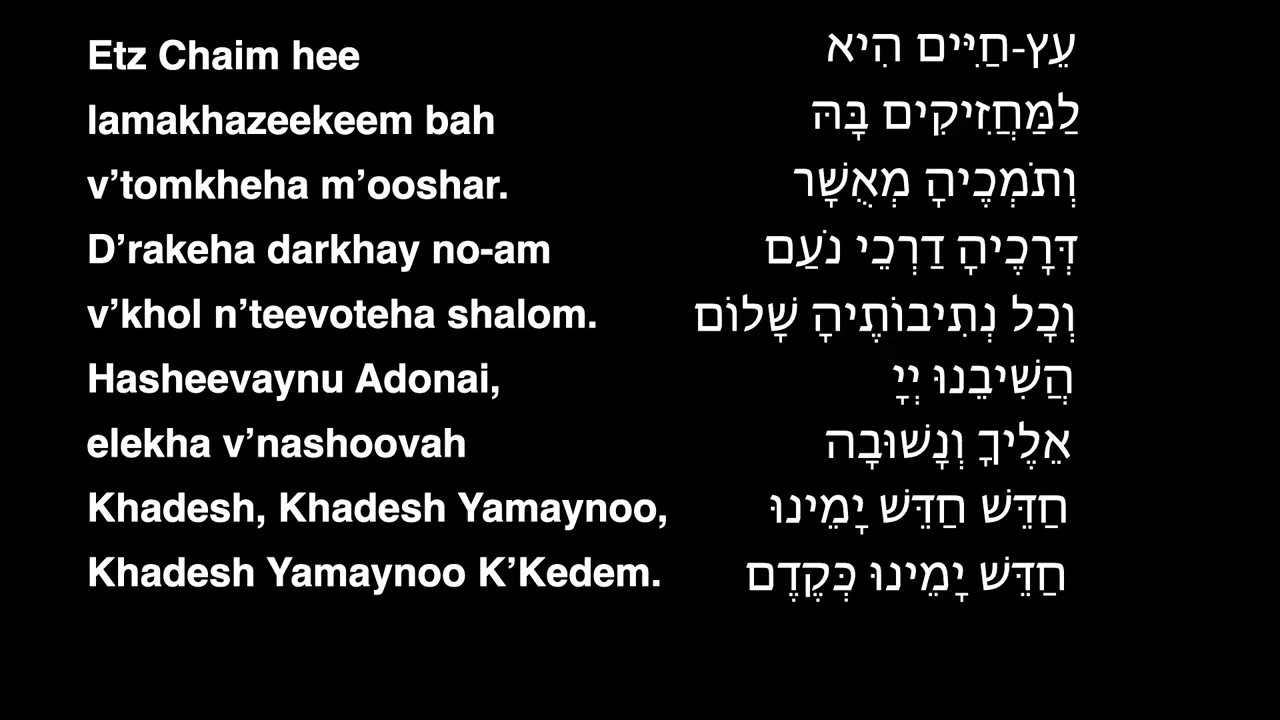 Etz Chaim hee
lamakhazeekeem bah
v’tomkheha m’ooshar.
D’rakeha darkhay no-am
v’khol n’teevoteha shalom.
Hasheevaynu Adonai,
elekha v’nashoovah
Khadesh, Khadesh Yamaynoo,
Khadesh Yamaynoo K’Kedem.
עֵץ-חַיִּים הִיא
לַמַּחֲזִיקִים בָּהּ
וְתֹמְכֶיהָ מְאֻשָּׁר
דְּרָכֶיהָ דַרְכֵי נֹעַם
וְכָל נְתִיבוֹתֶיהָ שָׁלוֹם
הֲשִׁיבֵנוּ יְיָ
אֵלֶיךָ וְנָשׁוּבָה
חַדֵּשׁ חַדֵּשׁ יָמֵינוּ
חַדֵּשׁ יָמֵינוּ כְּקֶדֶם